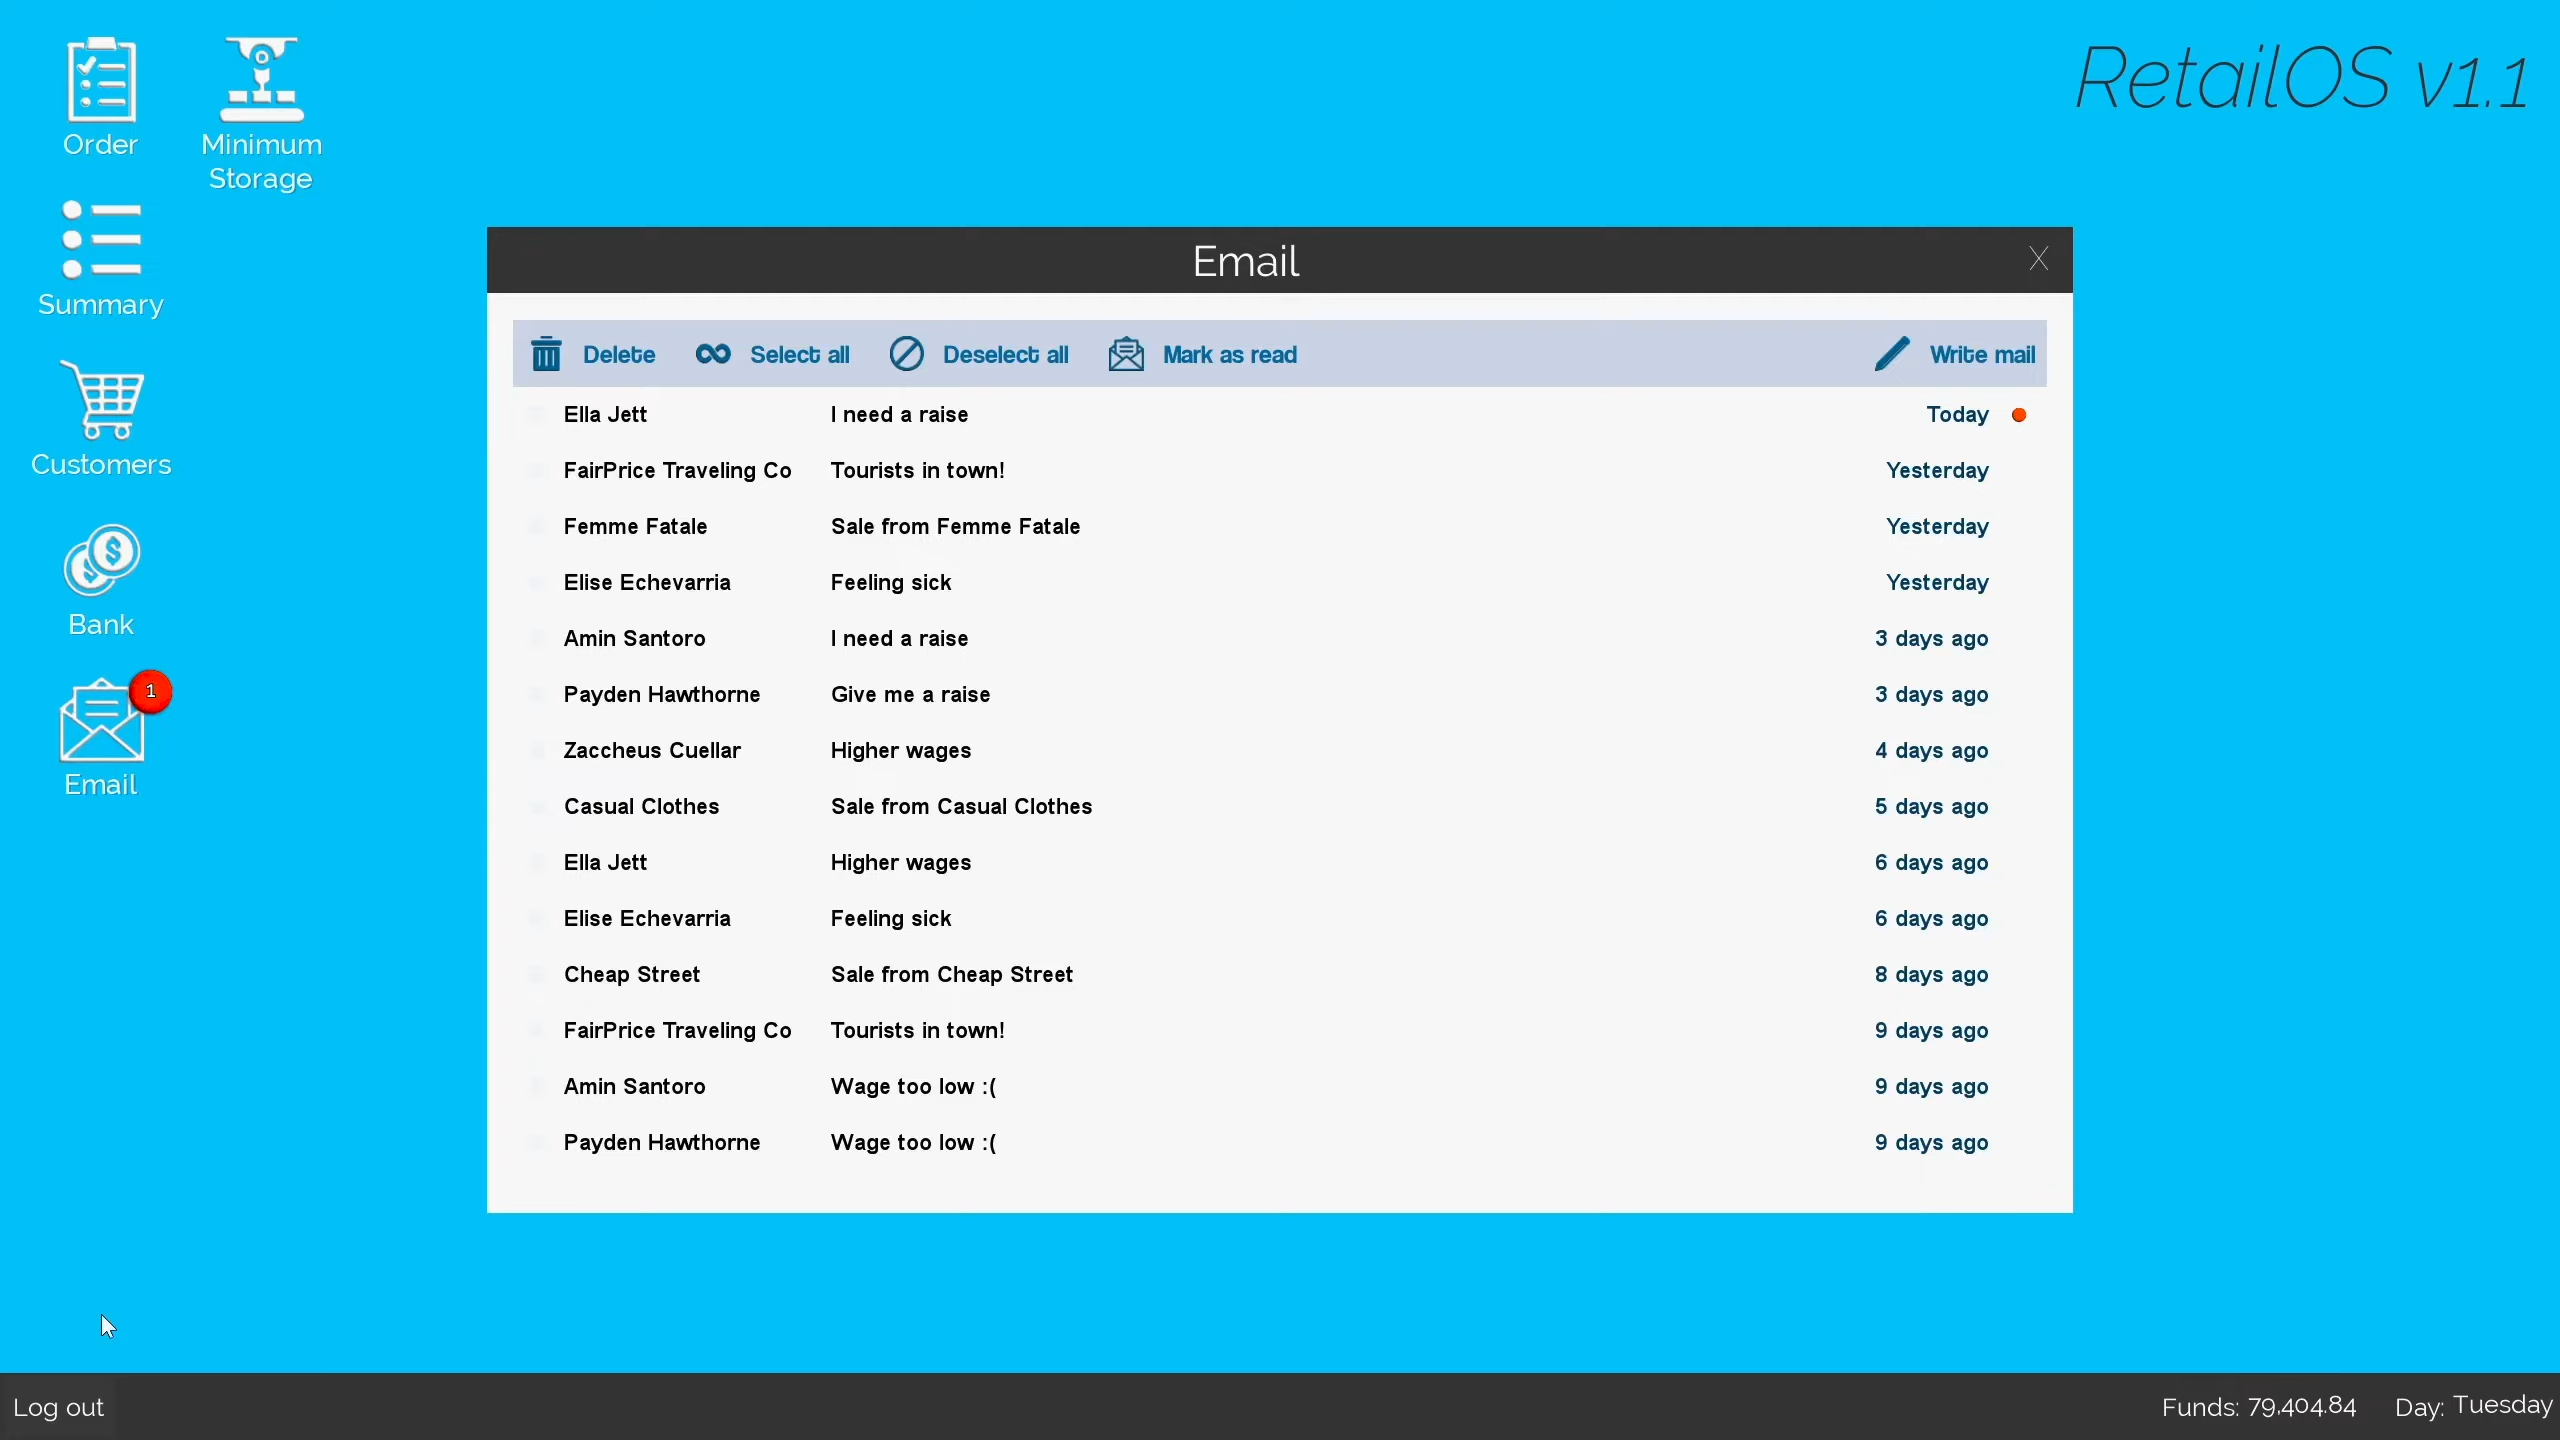 RetailOS v1.1
Order
Minimum
Storage
Summary
Customers
Bank
1
Email
Email
X
Delete
Select all
Deselect all
Mark as read
Write mail
Ella Jett I need a raise Today
FairPrice Traveling Co Tourists in town! Yesterday
Femme Fatale Sale from Femme Fatale Yesterday
Elise Echevarria Feeling sick Yesterday
Amin Santoro I need a raise 3 days ago
Payden Hawthorne Give me a raise 3 days ago
Zaccheus Cuellar Higher wages 4 days ago
Casual Clothes Sale from Casual Clothes 5 days ago
Ella Jett Higher wages 6 days ago
Elise Echevarria Feeling sick 6 days ago
Cheap Street Sale from Cheap Street 8 days ago
FairPrice Traveling Co Tourists in town! 9 days ago
Amin Santoro Wage too low :( 9 days ago
Payden Hawthorne Wage too low :( 9 days ago
Log out
Funds: 79,404.84 Day: Tuesday